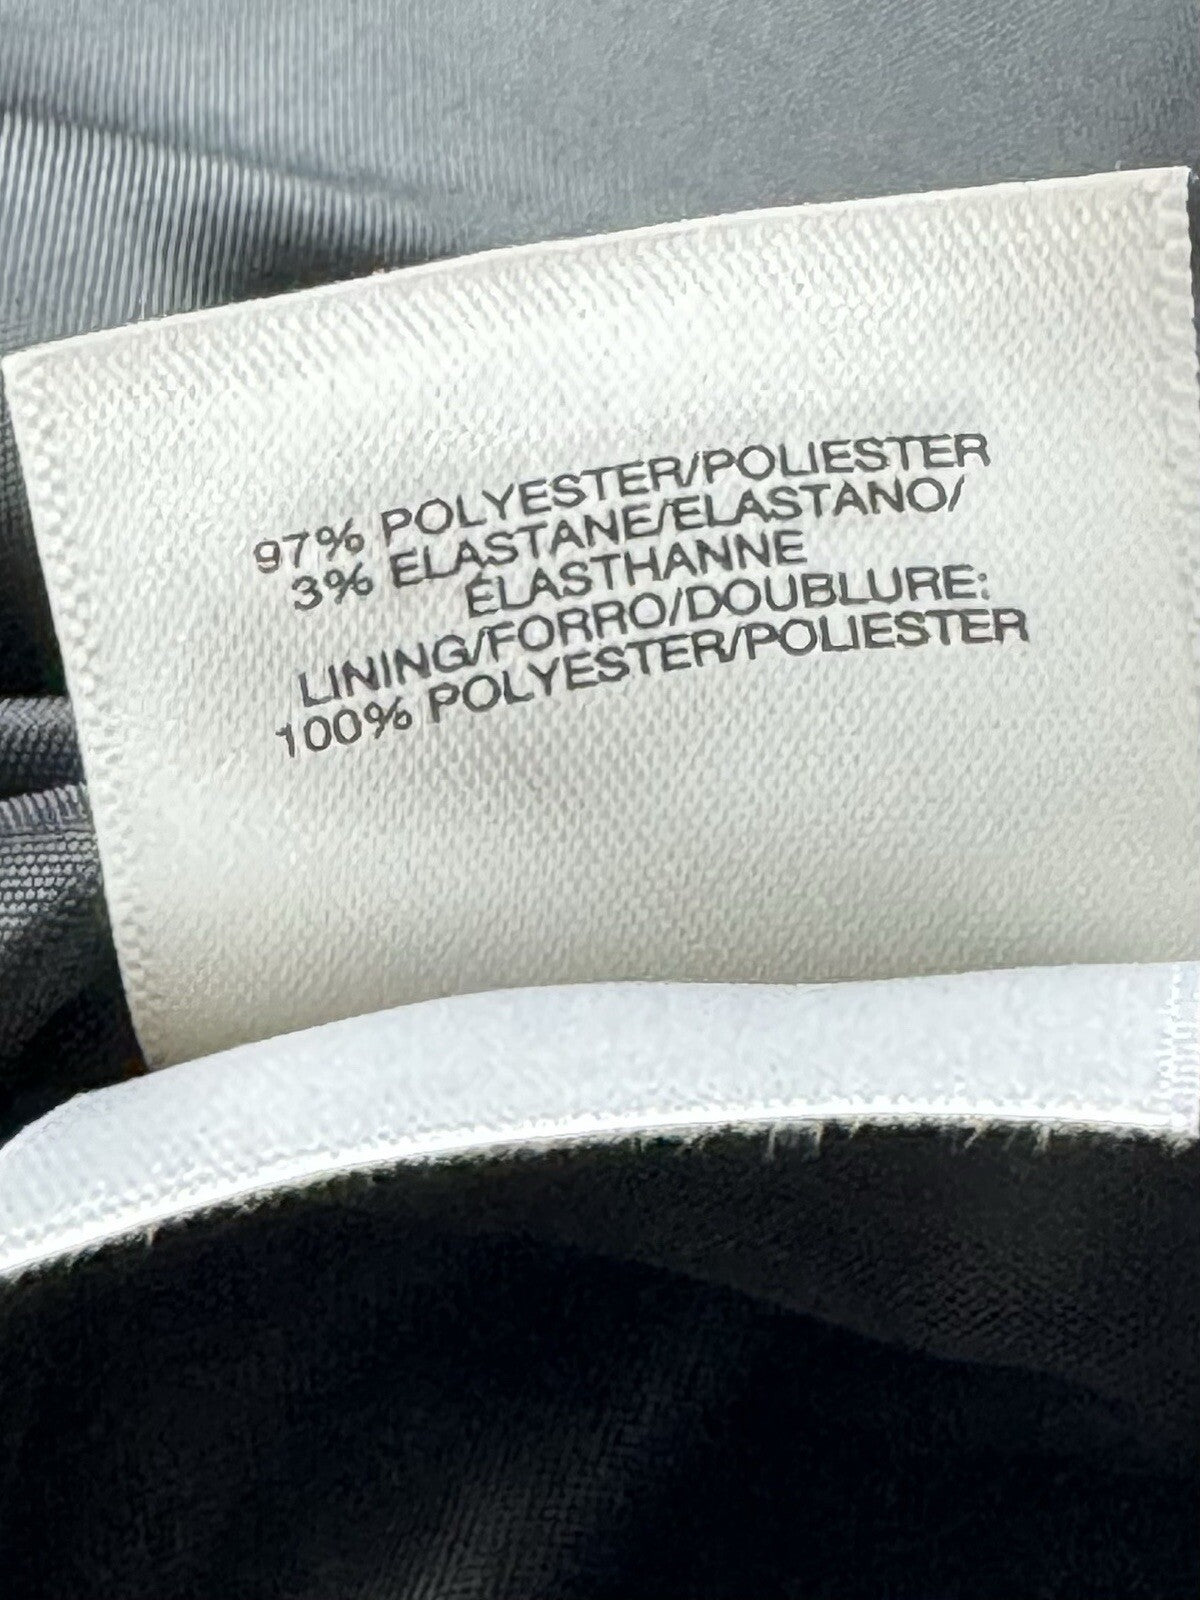 97% POLYESTER/POLIESTER
3% ELASTANE/ELASTANO/
ÉLASTHANNE
LINING/FORRO/DOUBLURE:
100% POLYESTER/POLIESTER